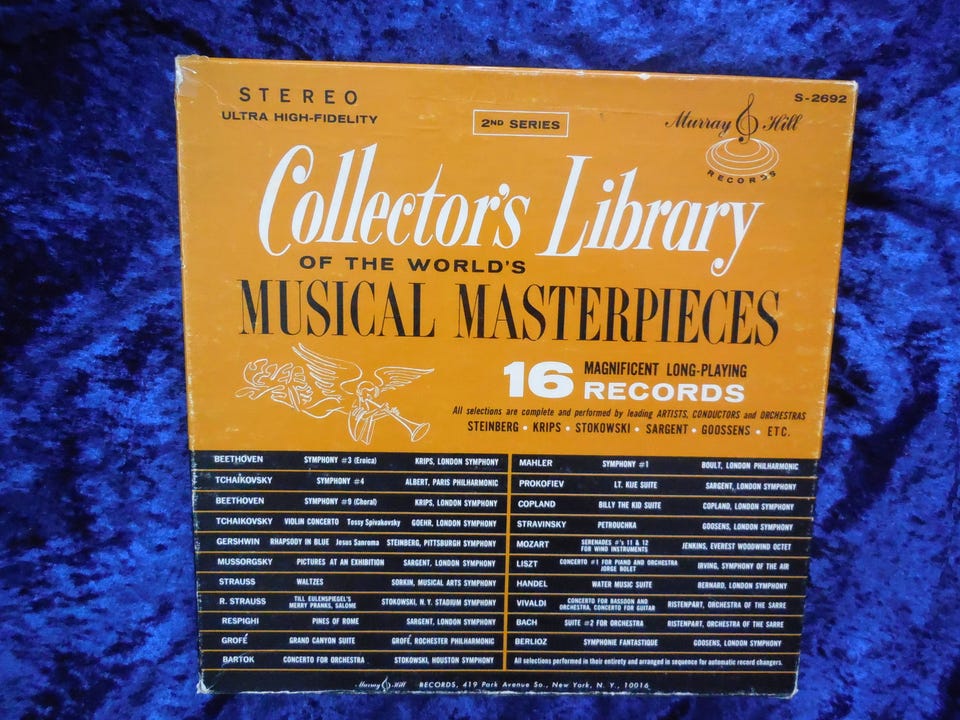 STEREO
ULTRA HIGH-FIDELITY
2ND SERIES
S-2692
Murray Hill
RECORDS
Collector's Library
OF THE WORLD'S
MUSICAL MASTERPIECES
16 MAGNIFICENT LONG-PLAYING
RECORDS
All selections are complete and performed by leading ARTISTS, CONDUCTORS and ORCHESTRAS
STEINBERG • KRIPS • STOKOWSKI • SARGENT • GOOSSENS • ETC.
BEETHOVEN SYMPHONY #3 (Eroica) KRIPS, LONDON SYMPHONY
TCHAIKOVSKY SYMPHONY #4 ALBERT, PARIS PHILHARMONIC
BEETHOVEN SYMPHONY #9 (Choral) KRIPS, LONDON SYMPHONY
TCHAIKOVSKY VIOLIN CONCERTO Tossy Spivakovsky GOEHR, LONDON SYMPHONY
GERSHWIN RHAPSODY IN BLUE Jesus Sanroma STEINBERG, PITTSBURGH SYMPHONY
MUSSORGSKY PICTURES AT AN EXHIBITION SARGENT, LONDON SYMPHONY
STRAUSS WALTZES SORKIN, MUSICAL ARTS SYMPHONY
R. STRAUSS TILL EULENSPIEGEL'S
MERRY PRANKS, SALOME STOKOWSKI, N. Y. STADIUM SYMPHONY
RESPIGHI PINES OF ROME SARGENT, LONDON SYMPHONY
GROFÉ GRAND CANYON SUITE GROFÉ, ROCHESTER PHILHARMONIC
BARTOK CONCERTO FOR ORCHESTRA STOKOWSKI, HOUSTON SYMPHONY
MAHLER SYMPHONY #1 BOULT, LONDON PHILHARMONIC
PROKOFIEV LT. KIJE SUITE SARGENT, LONDON SYMPHONY
COPLAND BILLY THE KID SUITE COPLAND, LONDON SYMPHONY
STRAVINSKY PETROUCHKA GOOSENS, LONDON SYMPHONY
MOZART SERENADES #'s 11 & 12
FOR WIND INSTRUMENTS JENKINS, EVEREST WOODWIND OCTET
LISZT CONCERTO #1 FOR PIANO AND ORCHESTRA
JORGE BOLET IRVING, SYMPHONY OF THE AIR
HANDEL WATER MUSIC SUITE BERNARD, LONDON SYMPHONY
VIVALDI CONCERTO FOR BASSOON AND
ORCHESTRA, CONCERTO FOR GUITAR RISTENPART, ORCHESTRA OF THE SARRE
BACH SUITE #2 FOR ORCHESTRA RISTENPART, ORCHESTRA OF THE SARRE
BERLIOZ SYMPHONIE FANTASTIQUE GOOSENS, LONDON SYMPHONY
All selections performed in their entirety and arranged in sequence for automatic record changers.
Murray Hill RECORDS, 419 Park Avenue So., New York, N. Y., 10016